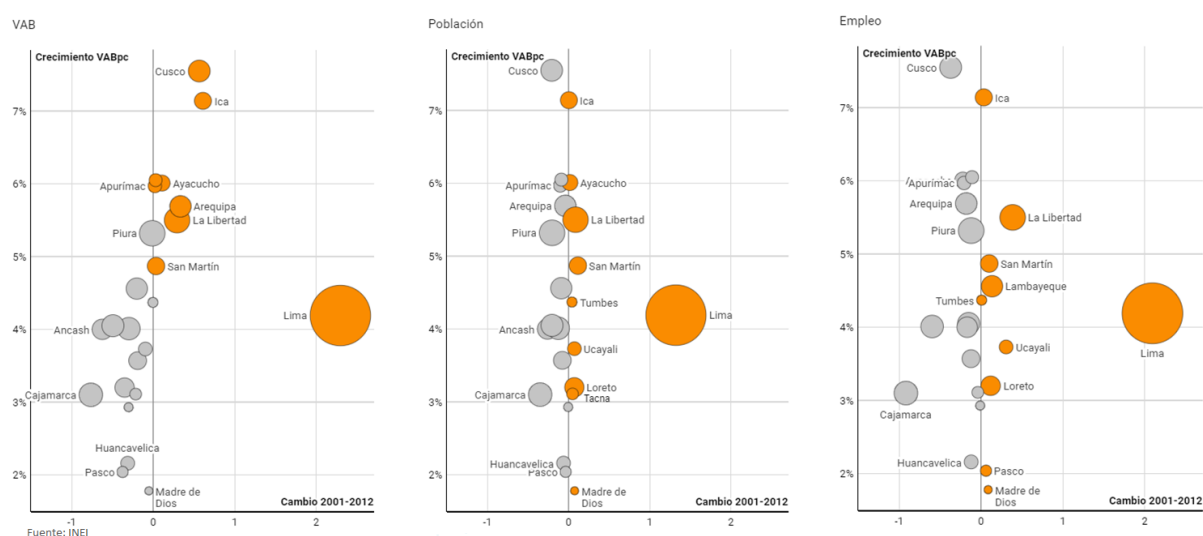 VAB
Crecimiento VABpc
Cusco
Ica
7%
6%
Apurímac
Ayacucho
Arequipa
La Libertad
Piura
5%
San Martín
Lima
4%
Ancash
Cajamarca
3%
Huancavelica
Pasco
2%
Madre de
Dios
Cambio 2001-2012
-1
0
1
2
Fuente: INEI
Población
Crecimiento VABpc
Cusco
Ica
7%
6%
Apurímac
Ayacucho
Arequipa
La Libertad
Piura
5%
San Martín
Tumbes
Lima
4%
Ancash
Ucayali
Loreto
Cajamarca
Tacna
3%
Huancavelica
Pasco
2%
Madre de
Dios
Cambio 2001-2012
-1
0
1
2
Empleo
Crecimiento VABpc
Cusco
Ica
7%
6%
Apurímac
Arequipa
La Libertad
Piura
5%
San Martín
Lambayeque
Tumbes
4%
Lima
Ucayali
Loreto
3%
Cajamarca
Huancavelica
Pasco
2%
Madre de
Dios
Cambio 2001-2012
-1
0
1
2